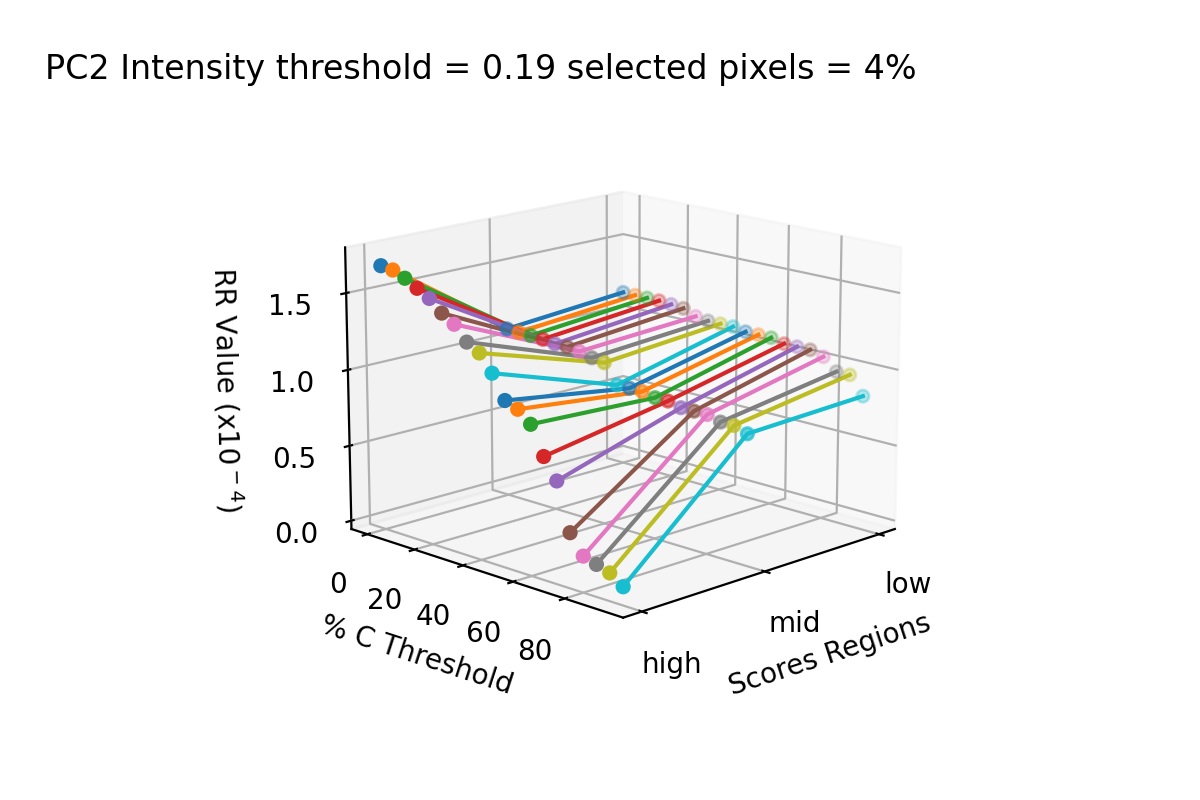 PC2 Intensity threshold = 0.19 selected pixels = 4%
RR Value (x10⁻⁴)
1.5
1.0
0.5
0.0
0
20
40
60
80
% C Threshold
high
mid
low
Scores Regions